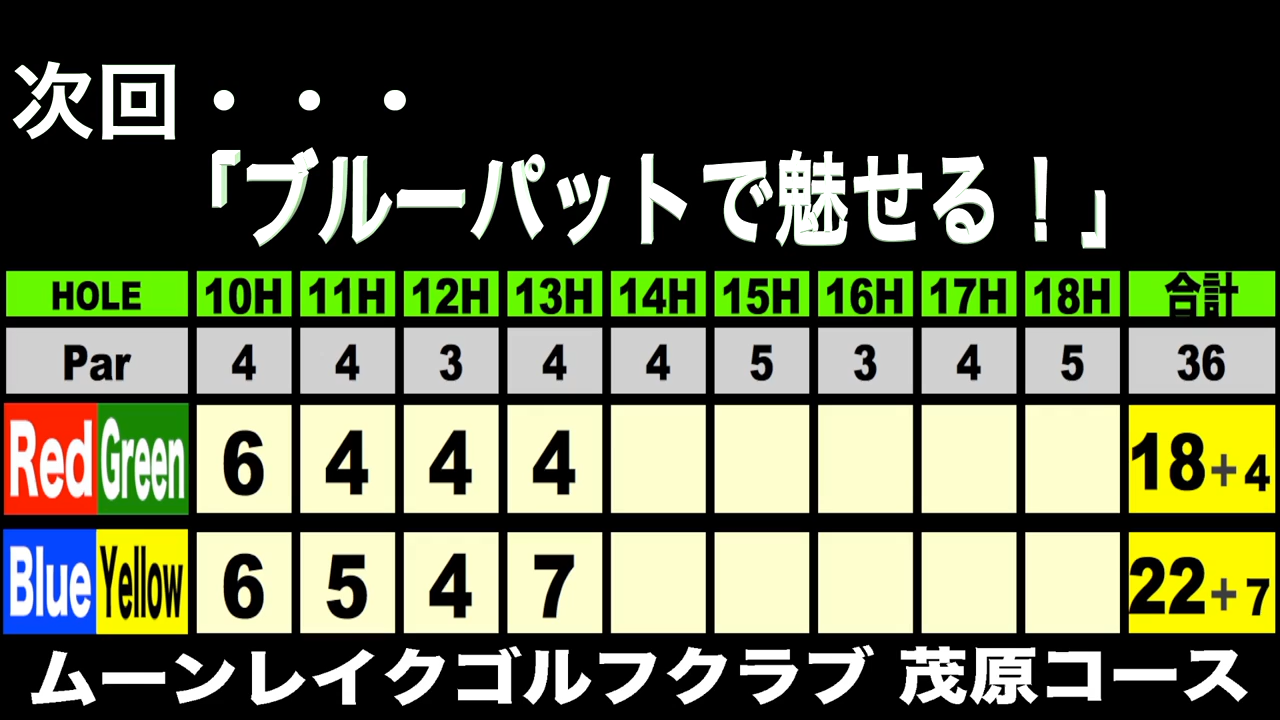 次回・・・
「ブルーパットで魅せる！」
HOLE 10H 11H 12H 13H 14H 15H 16H 17H 18H 合計
Par 4 4 3 4 4 5 3 4 5 36
Red Green 6 4 4 4 18+4
Blue Yellow 6 5 4 7 22+7
ムーンレイクゴルフクラブ 茂原コース